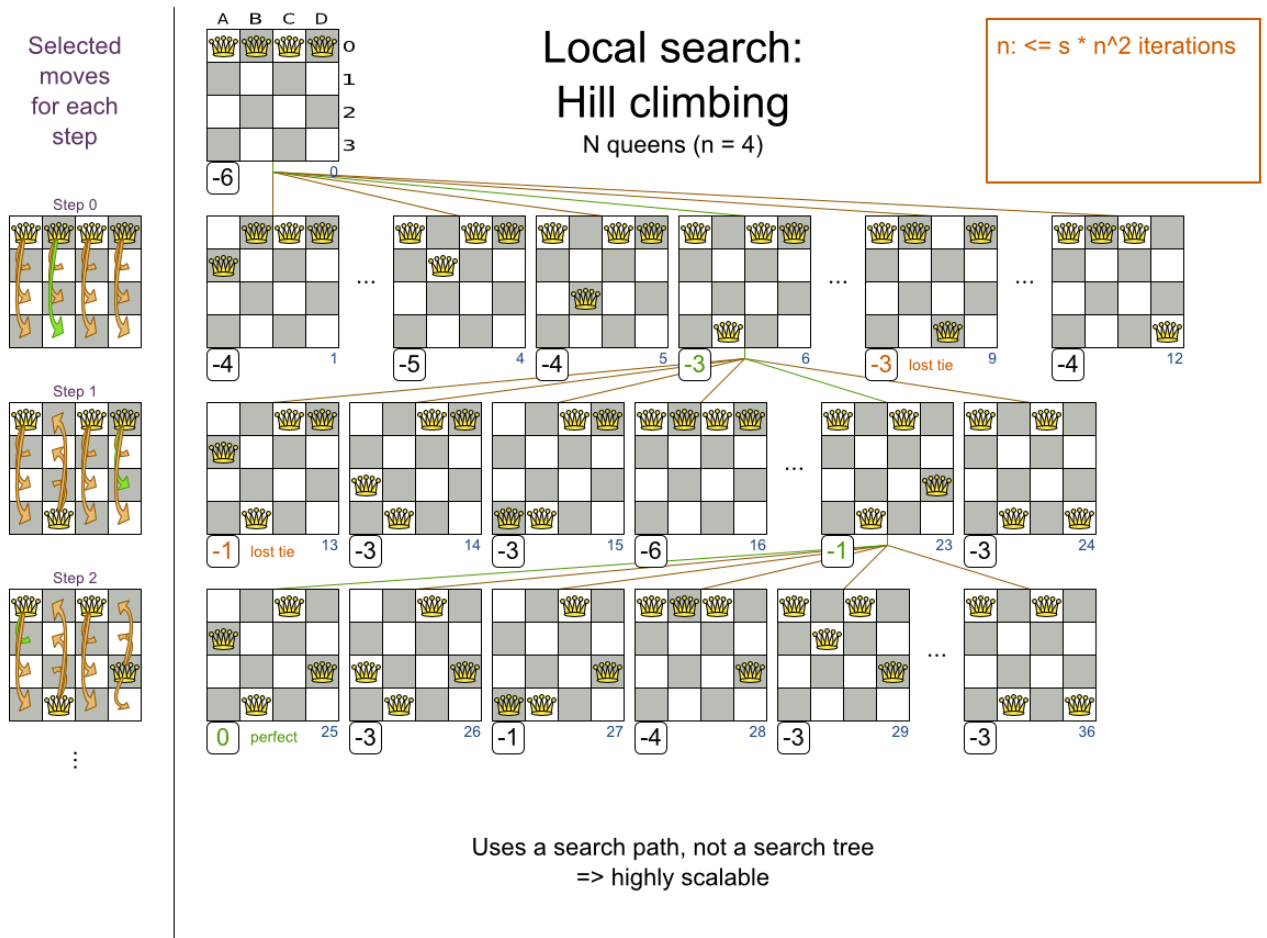 Selected
moves
for each
step
A B C D
0
1
2
3
-6
0
Local search:
Hill climbing
N queens (n = 4)
n: <= s * n^2 iterations
Step 0
...
...
...
-4
1
-5
4
-4
5
-3
6
-3
lost tie
9
-4
12
Step 1
...
-1
lost tie
13
-3
14
-3
15
-6
16
-1
23
-3
24
Step 2
...
0
perfect
25
-3
26
-1
27
-4
28
-3
29
-3
36
...
Uses a search path, not a search tree
=> highly scalable